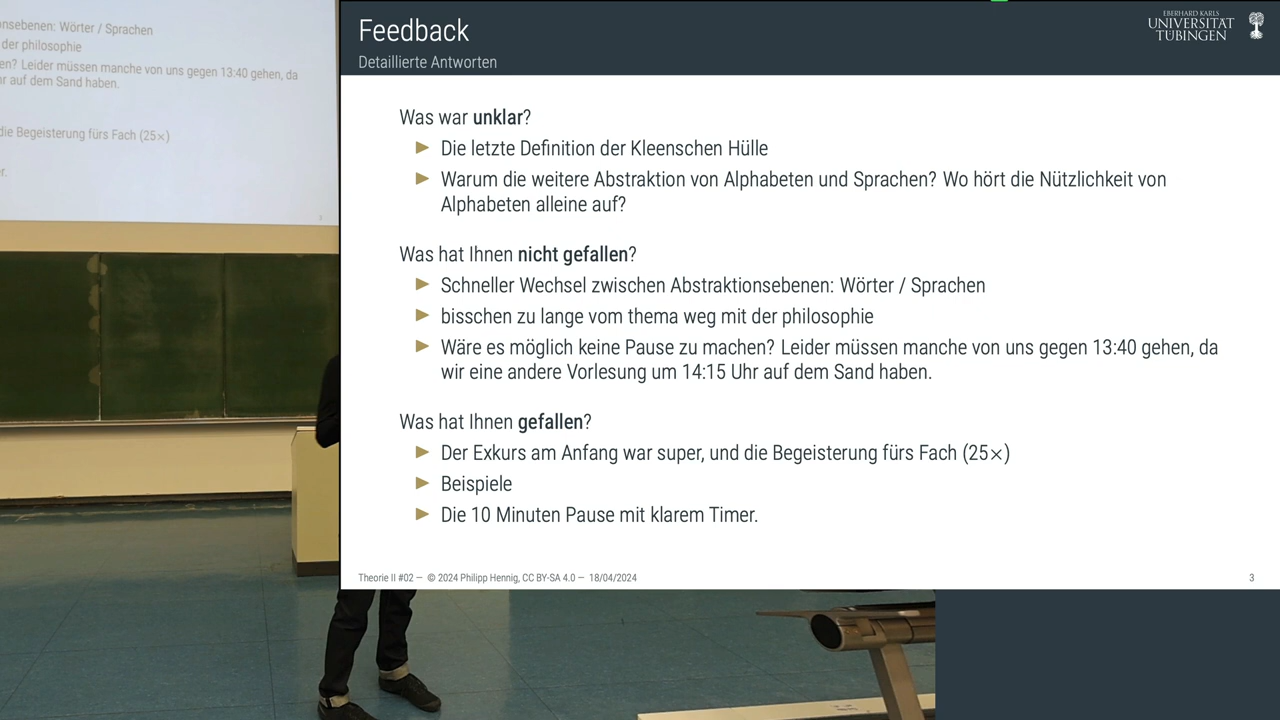 nsebenen: Wörter / Sprachen
der philosophie
en? Leider müssen manche von uns gegen 13:40 gehen, da
r auf dem Sand haben.
die Begeisterung fürs Fach (25×)
r.
Feedback
Detaillierte Antworten
EBERHARD KARLS
UNIVERSITÄT
TÜBINGEN
Was war unklar?
► Die letzte Definition der Kleenschen Hülle
► Warum die weitere Abstraktion von Alphabeten und Sprachen? Wo hört die Nützlichkeit von
Alphabeten alleine auf?
Was hat Ihnen nicht gefallen?
► Schneller Wechsel zwischen Abstraktionsebenen: Wörter / Sprachen
► bisschen zu lange vom thema weg mit der philosophie
► Wäre es möglich keine Pause zu machen? Leider müssen manche von uns gegen 13:40 gehen, da
wir eine andere Vorlesung um 14:15 Uhr auf dem Sand haben.
Was hat Ihnen gefallen?
► Der Exkurs am Anfang war super, und die Begeisterung fürs Fach (25×)
► Beispiele
► Die 10 Minuten Pause mit klarem Timer.
Theorie II #02 — © 2024 Philipp Hennig, CC BY-SA 4.0 — 18/04/2024
3